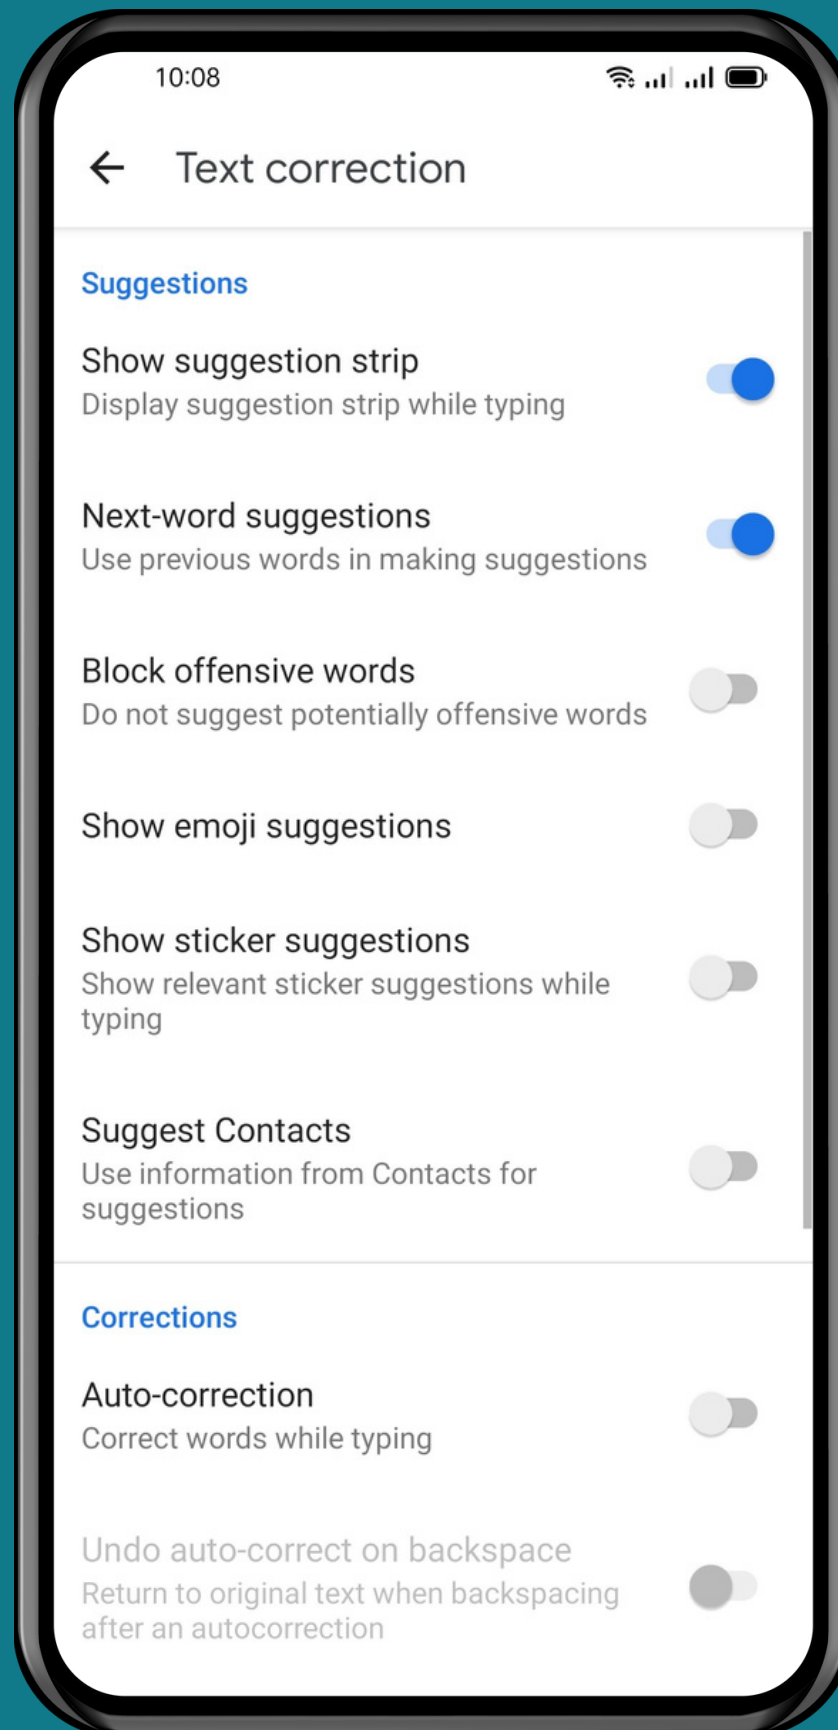 10:08
Text correction
Suggestions
Show suggestion strip
Display suggestion strip while typing
Next-word suggestions
Use previous words in making suggestions
Block offensive words
Do not suggest potentially offensive words
Show emoji suggestions
Show sticker suggestions
Show relevant sticker suggestions while
typing
Suggest Contacts
Use information from Contacts for
suggestions
Corrections
Auto-correction
Correct words while typing
Undo auto-correct on backspace
Return to original text when backspacing
after an autocorrection